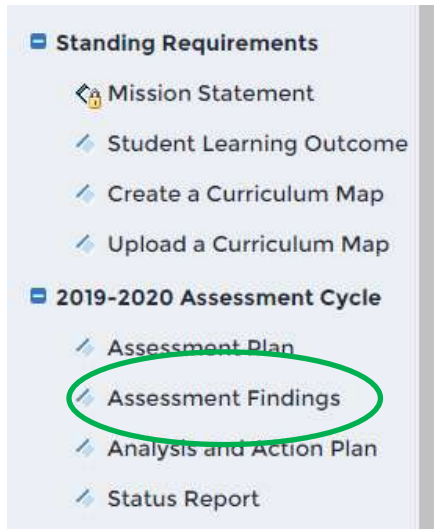 Standing Requirements
Mission Statement
Student Learning Outcome
Create a Curriculum Map
Upload a Curriculum Map
2019-2020 Assessment Cycle
Assessment Plan
Assessment Findings
Analysis and Action Plan
Status Report